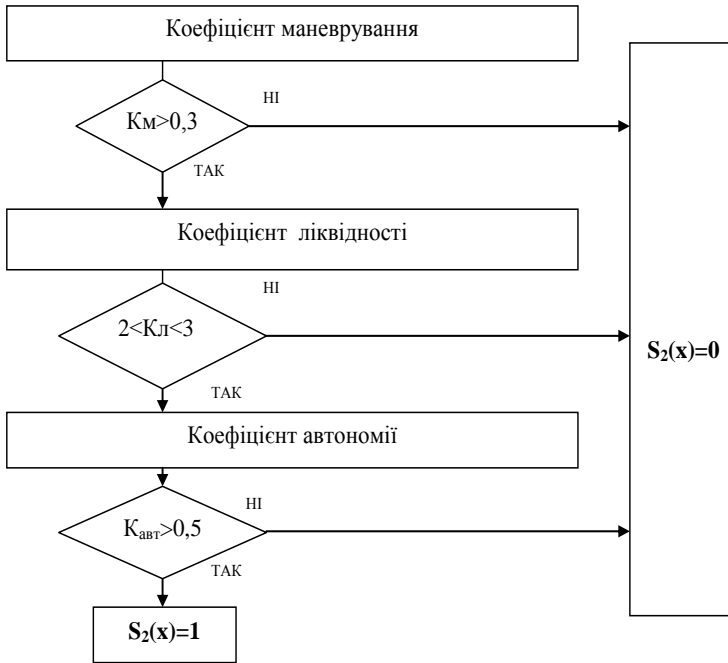 Коефіцієнт маневрування
НІ
Км>0,3
ТАК
Коефіцієнт ліквідності
НІ
2<Кл<3
S₂(x)=0
ТАК
Коефіцієнт автономії
НІ
Kавт>0,5
ТАК
S₂(x)=1